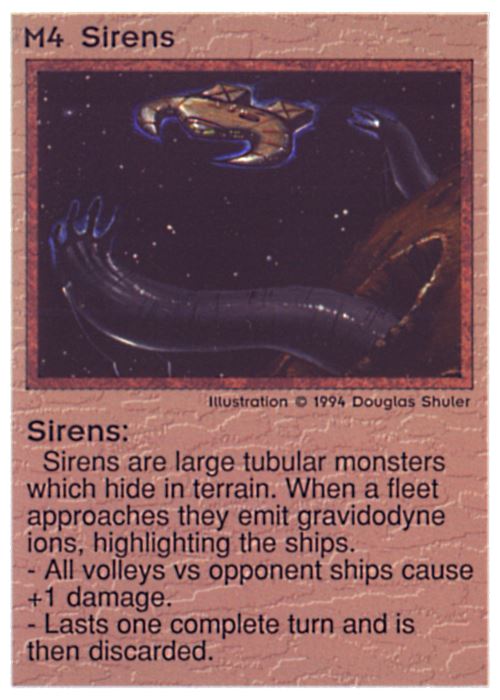 M4 Sirens
Illustration © 1994 Douglas Shuler
Sirens:
Sirens are large tubular monsters
which hide in terrain. When a fleet
approaches they emit gravidodyne
ions, highlighting the ships.
- All volleys vs opponent ships cause
+1 damage.
- Lasts one complete turn and is
then discarded.